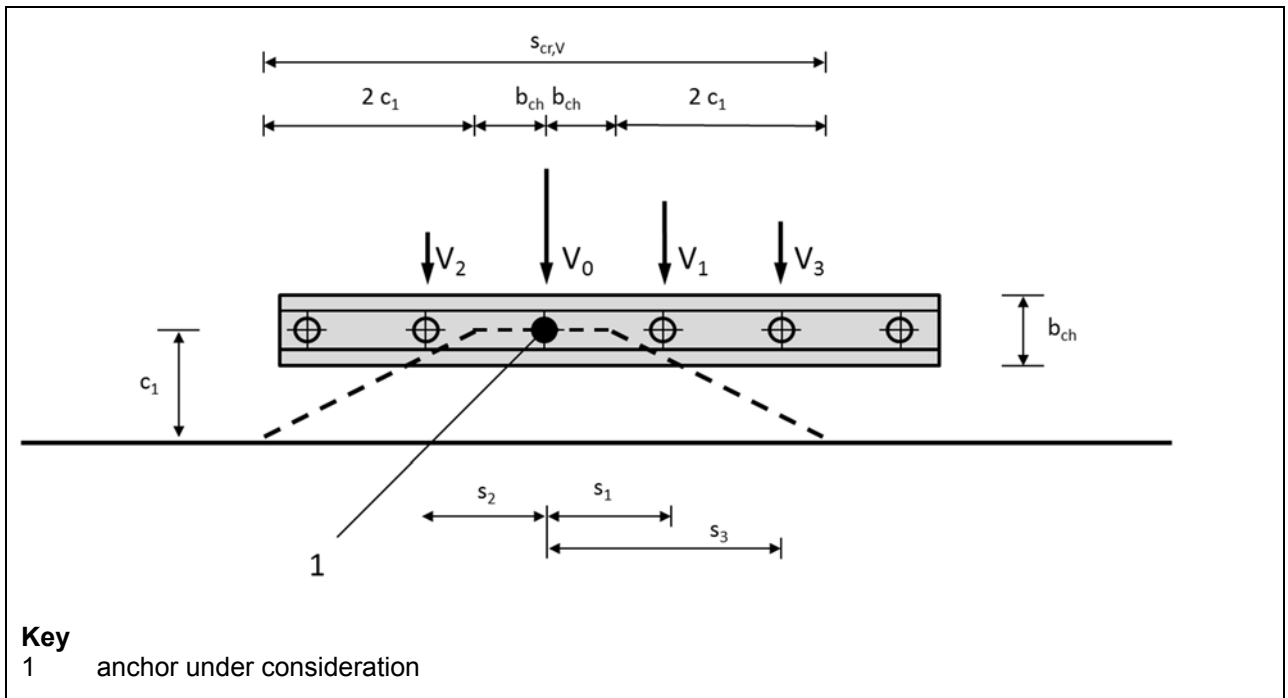 s_cr,V
2 c_1 b_ch b_ch 2 c_1
V_2 V_0 V_1 V_3
b_ch
c_1
s_2 s_1
s_3
1
Key
1 anchor under consideration